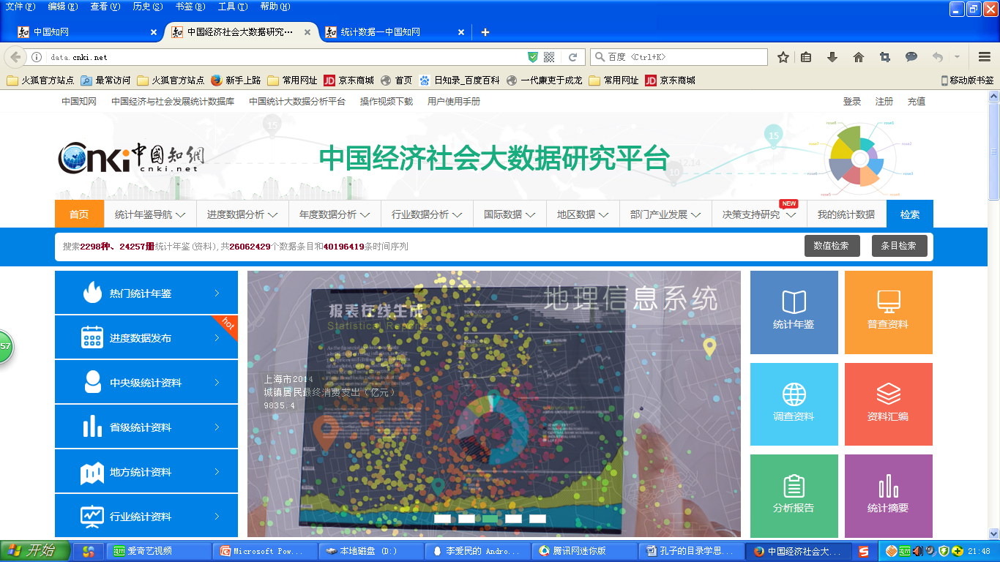 文件(F) 编辑(E) 查看(V) 历史(S) 书签(B) 工具(T) 帮助(H)
中国知网 中国经济社会大数据研究··· 统计数据—中国知网
data.cnki.net 百度 <Ctrl+K>
火狐官方站点 最常访问 火狐官方站点 新手上路 常用网址 JD 京东商城 首页 日知录_百度百科 一代廉吏于成龙 常用网址 JD 京东商城 移动版书签
中国知网 中国经济与社会发展统计数据库 中国统计大数据分析平台 操作视频下载 用户使用手册 登录 注册 充值
15
15
Cnki 中国知網
cnki.net
中国经济社会大数据研究平台
12.14
10
首页 统计年鉴导航 进度数据分析 年度数据分析 行业数据分析 国际数据 地区数据 部门产业发展 决策支持研究 NEW 我的统计数据 检索
搜索2298种、24257册统计年鉴(资料),共26062429个数据条目和40196419条时间序列 数值检索 条目检索
热门统计年鉴
进度数据发布 hot
中央级统计资料
省级统计资料
地方统计资料
行业统计资料
地理信息系统
报表在线生成
Statistical Reports
上海市2014
城镇居民最终消费支出(亿元)
9835.4
统计年鉴 普查资料
调查资料 资料汇编
分析报告 统计摘要
57
开始 爱奇艺视频 Microsoft Pow... 本地磁盘 (D:) 李爱民的 Andro... 腾讯网迷你版 孔子的目录学思... 中国经济社会大... 21:48